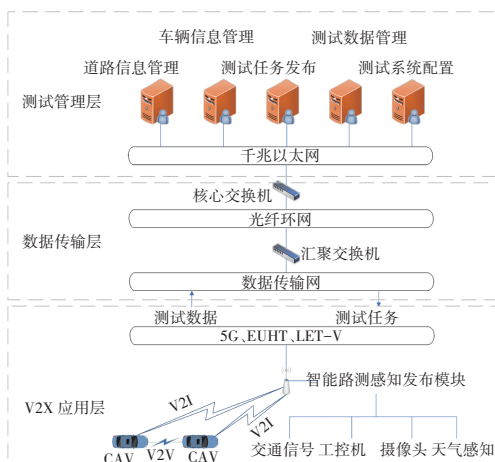 车辆信息管理 测试数据管理
道路信息管理 测试任务发布 测试系统配置
测试管理层
千兆以太网
核心交换机
光纤环网
数据传输层
汇聚交换机
数据传输网
测试数据 测试任务
5G、EUHT、LET-V
智能路测感知发布模块
V2I
V2I
V2X 应用层
交通信号 工控机 摄像头 天气感知
CAV V2V CAV